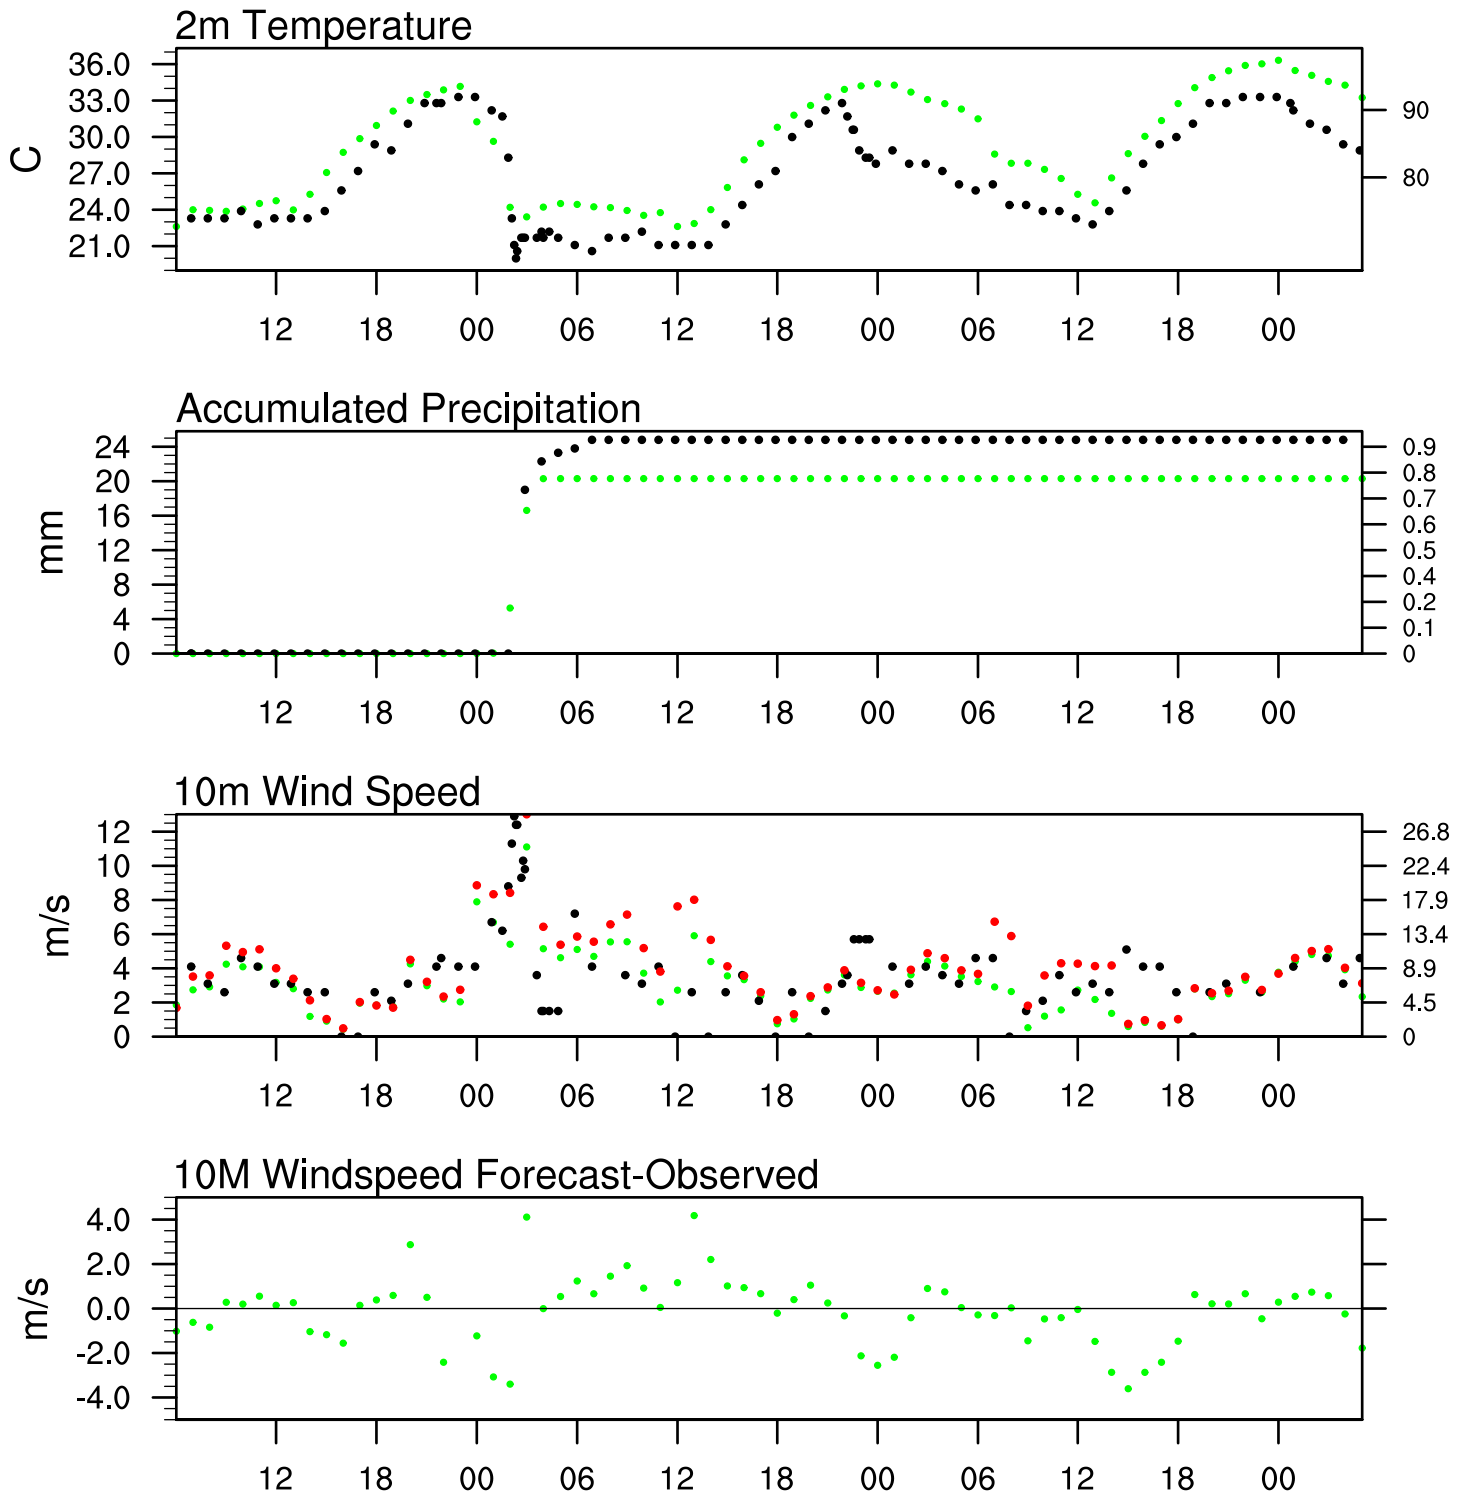 2m Temperature
36.0
33.0
90
30.0
C
27.0
80
24.0
21.0
12 18 00 06 12 18 00 06 12 18 00
Accumulated Precipitation
24 0.9
0.8
20
0.7
16 0.6
mm
12 0.5
8 0.4
0.2
4
0.1
0 0
12 18 00 06 12 18 00 06 12 18 00
10m Wind Speed
12 26.8
10 22.4
8 17.9
m/s
6 13.4
4 8.9
2 4.5
0 0
12 18 00 06 12 18 00 06 12 18 00
10M Windspeed Forecast-Observed
4.0
2.0
m/s
0.0
-2.0
-4.0
12 18 00 06 12 18 00 06 12 18 00